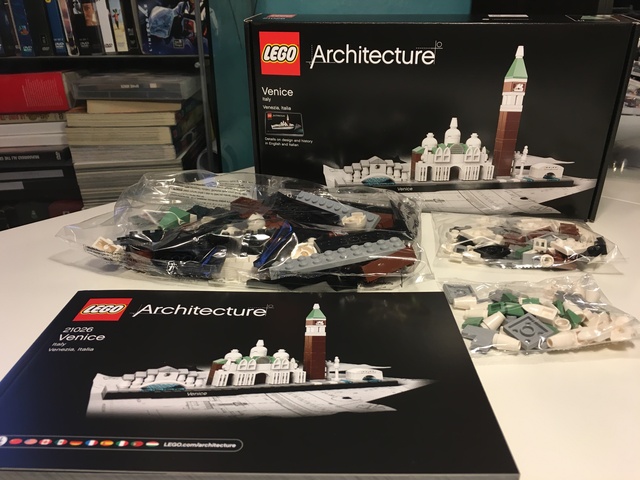 LEGO Architecture
Venice
Italy
Venezia, Italia
Details on design and history
in English and Italian
Venice
LEGO Architecture
21026
Venice
Italy
Venezia, Italia
Venice
LEGO.com/architecture